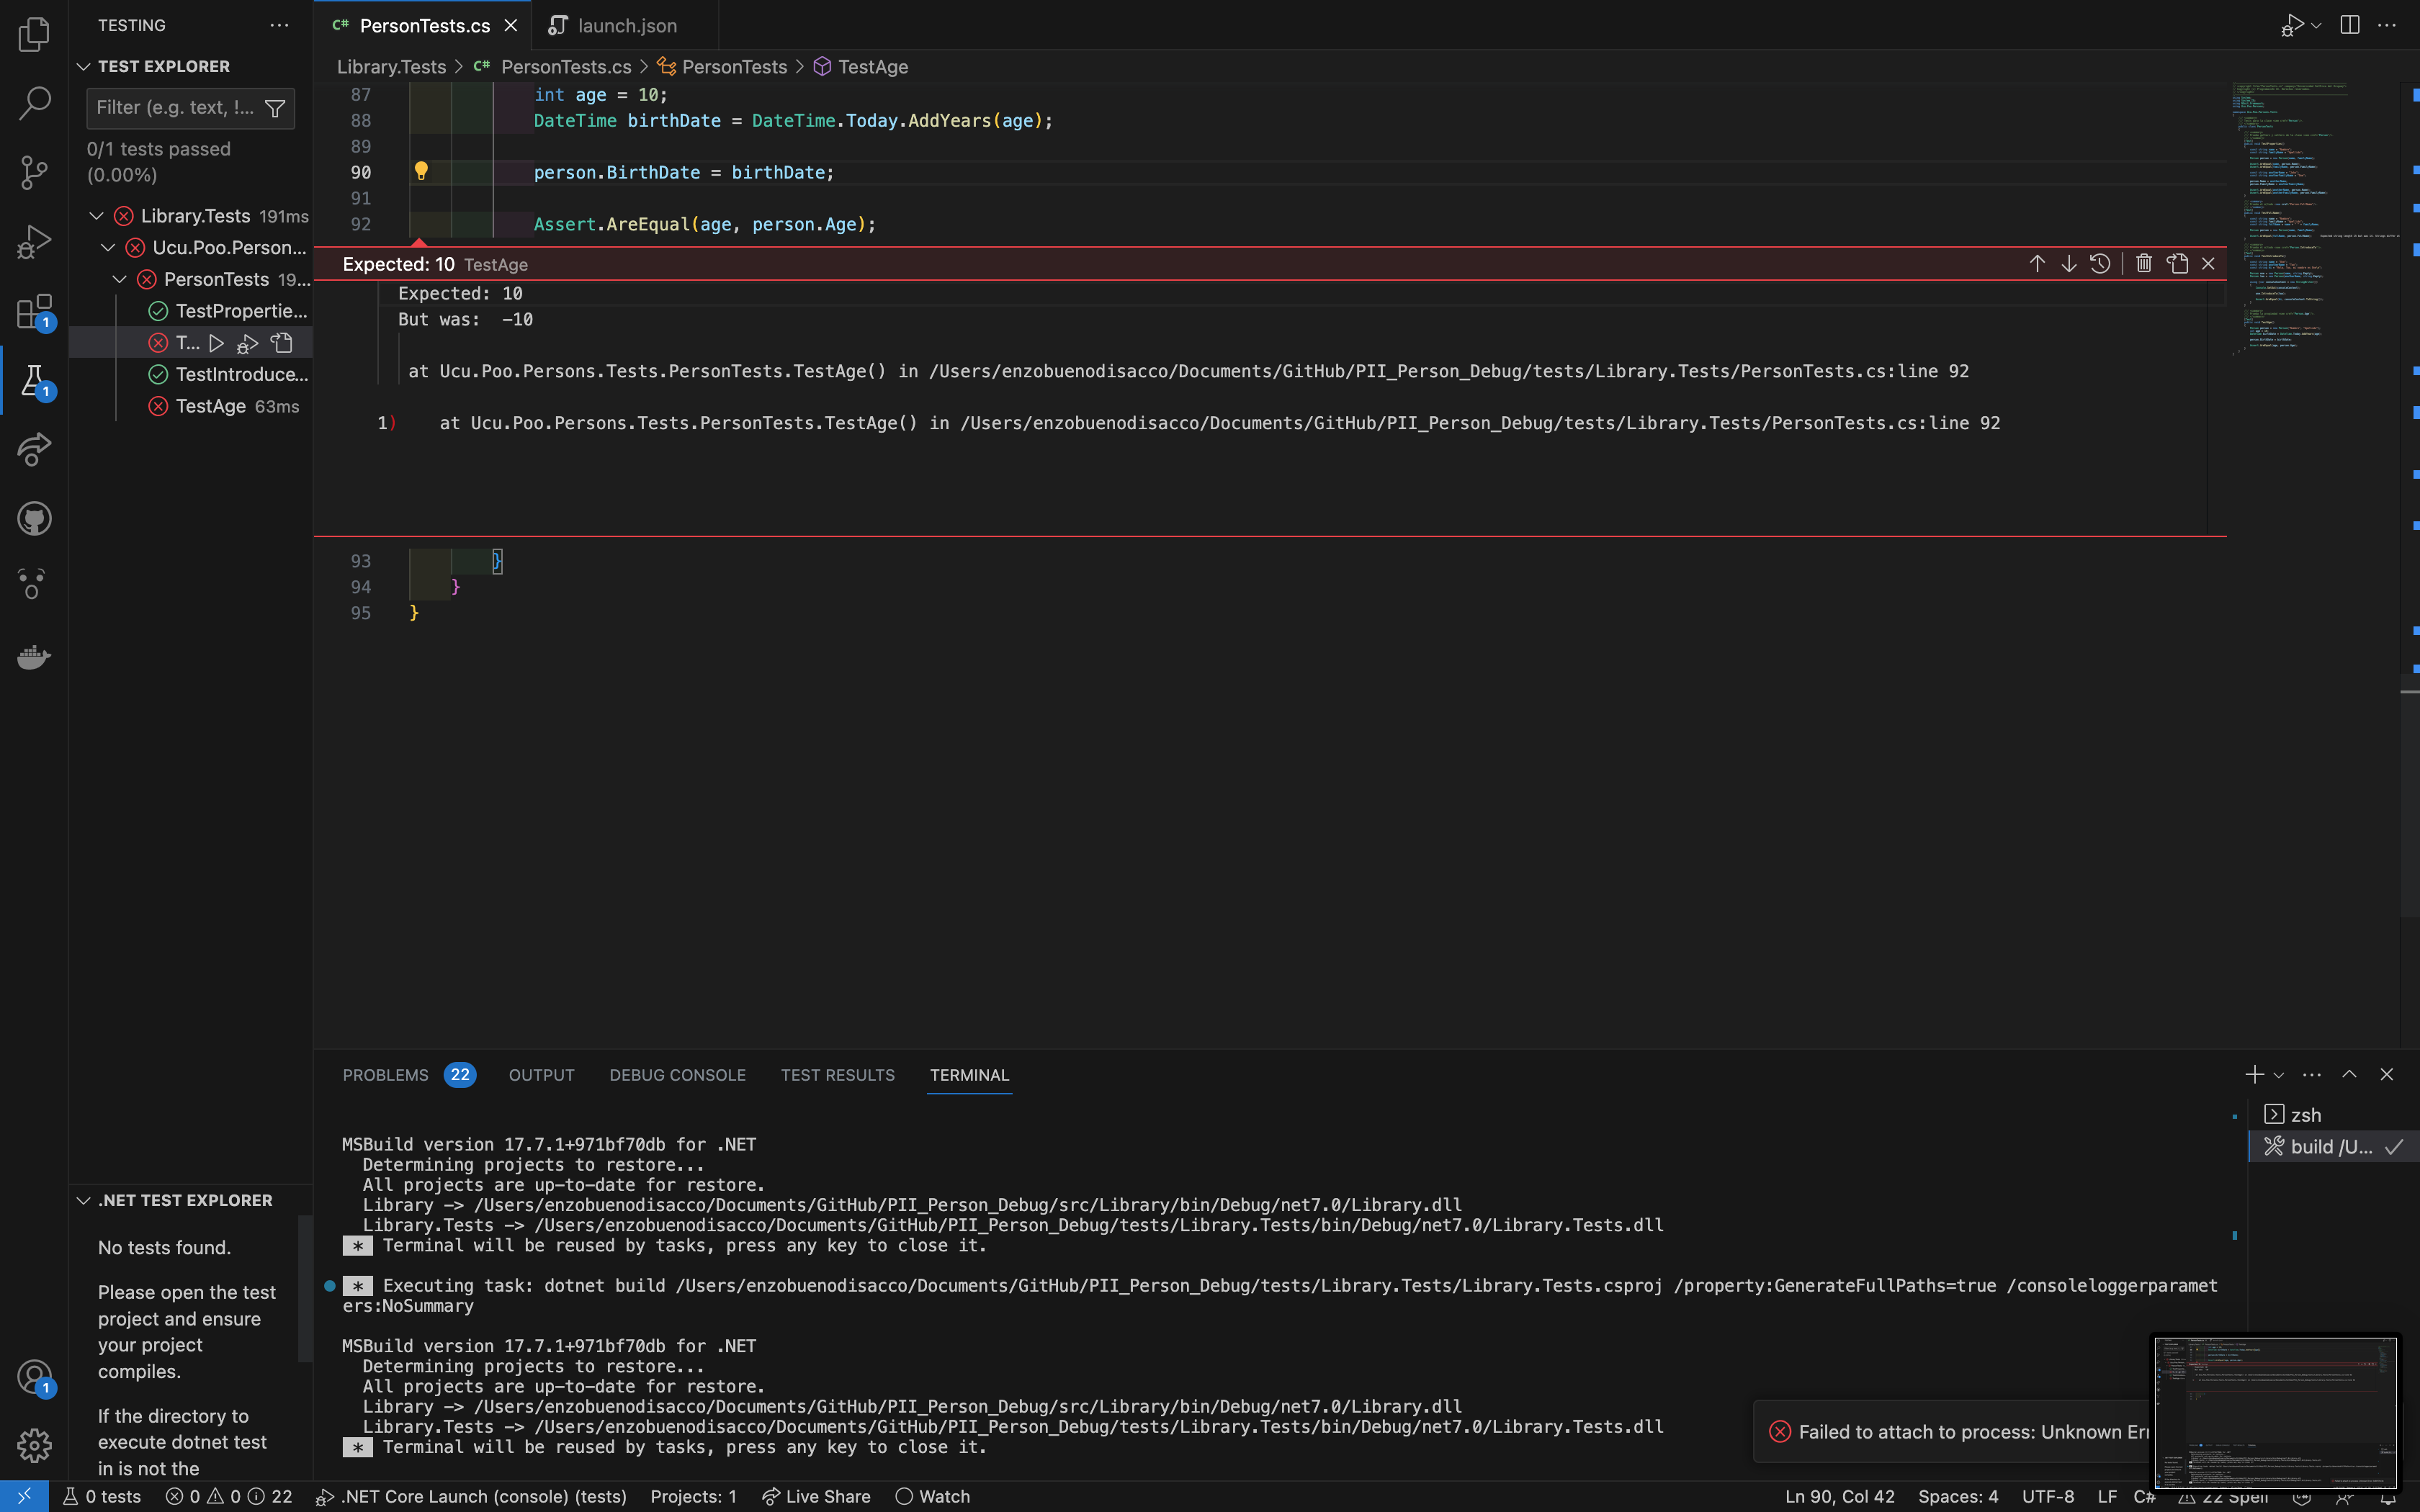 TESTING
PersonTests.cs
launch.json
TEST EXPLORER
Filter (e.g. text, !...
0/1 tests passed
(0.00%)
Library.Tests 191ms
Ucu.Poo.Person...
PersonTests 19...
TestPropertie...
T...
TestIntroduce...
TestAge 63ms
.NET TEST EXPLORER
No tests found.
Please open the test
project and ensure
your project
compiles.
If the directory to
execute dotnet test
in is not the
C# Library.Tests > C# PersonTests.cs > PersonTests > TestAge
87 int age = 10;
88 DateTime birthDate = DateTime.Today.AddYears(age);
89
90 person.BirthDate = birthDate;
91
92 Assert.AreEqual(age, person.Age);
Expected: 10 TestAge
Expected: 10
But was: -10
at Ucu.Poo.Persons.Tests.PersonTests.TestAge() in /Users/enzobuenodisacco/Documents/GitHub/PII_Person_Debug/tests/Library.Tests/PersonTests.cs:line 92
1) at Ucu.Poo.Persons.Tests.PersonTests.TestAge() in /Users/enzobuenodisacco/Documents/GitHub/PII_Person_Debug/tests/Library.Tests/PersonTests.cs:line 92
93 }
94 }
95 }
PROBLEMS 22 OUTPUT DEBUG CONSOLE TEST RESULTS TERMINAL
MSBuild version 17.7.1+971bf70db for .NET
Determining projects to restore...
All projects are up-to-date for restore.
Library -> /Users/enzobuenodisacco/Documents/GitHub/PII_Person_Debug/src/Library/bin/Debug/net7.0/Library.dll
Library.Tests -> /Users/enzobuenodisacco/Documents/GitHub/PII_Person_Debug/tests/Library.Tests/bin/Debug/net7.0/Library.Tests.dll
* Terminal will be reused by tasks, press any key to close it.
* Executing task: dotnet build /Users/enzobuenodisacco/Documents/GitHub/PII_Person_Debug/tests/Library.Tests/Library.Tests.csproj /property:GenerateFullPaths=true /consoleloggerparamet
ers:NoSummary
MSBuild version 17.7.1+971bf70db for .NET
Determining projects to restore...
All projects are up-to-date for restore.
Library -> /Users/enzobuenodisacco/Documents/GitHub/PII_Person_Debug/src/Library/bin/Debug/net7.0/Library.dll
Library.Tests -> /Users/enzobuenodisacco/Documents/GitHub/PII_Person_Debug/tests/Library.Tests/bin/Debug/net7.0/Library.Tests.dll
* Terminal will be reused by tasks, press any key to close it.
zsh
build /U...
Failed to attach to process: Unknown Err
0 tests 0 0 22 .NET Core Launch (console) (tests) Projects: 1 Live Share Watch Ln 90, Col 42 Spaces: 4 UTF-8 LF C# 22 Spell